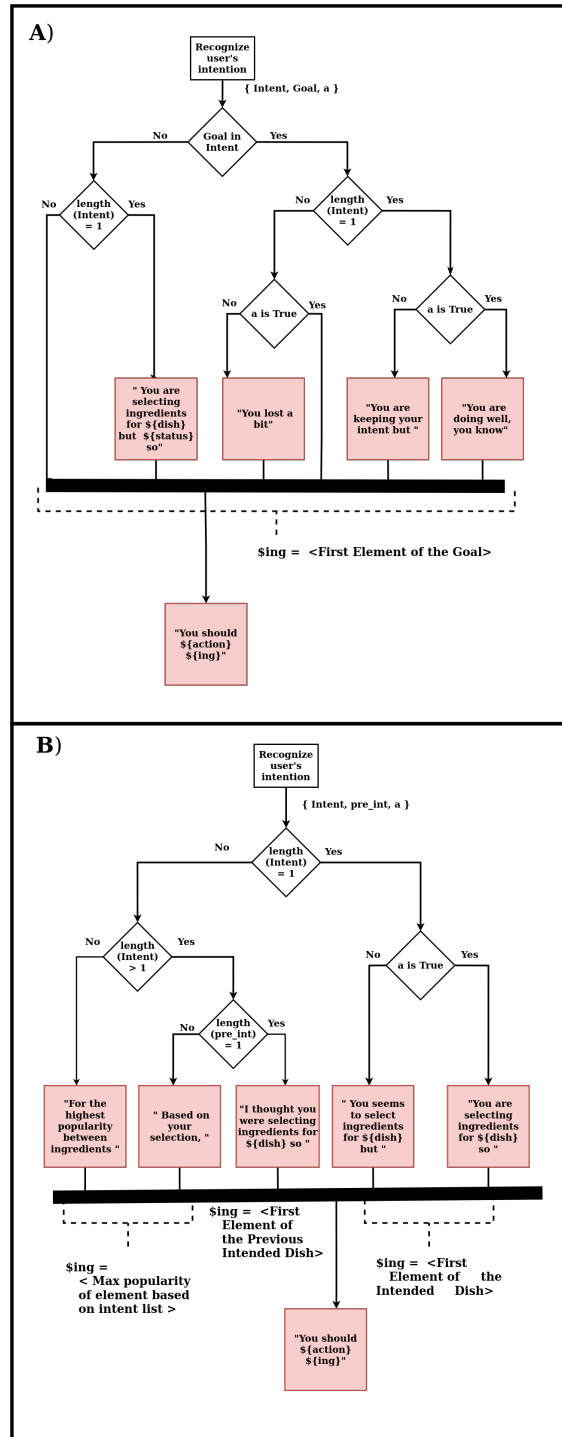 A)
Recognize
user's
intention
{ Intent, Goal, a }
No
Goal in
Intent
Yes
No
length
(Intent)
= 1
Yes
No
length
(Intent)
= 1
Yes
No
a is True
Yes
No
a is True
Yes
" You are
selecting
ingredients
for ${dish}
but ${status}
so"
"You lost a
bit"
"You are
keeping your
intent but "
"You are
doing well,
you know"
$ing = <First Element of the Goal>
"You should
${action}
${ing}"
B)
Recognize
user's
intention
{ Intent, pre_int, a }
No
length
(Intent)
= 1
Yes
No
length
(Intent)
> 1
Yes
No
a is True
Yes
No
length
(pre_int)
= 1
Yes
"For the
highest
popularity
between
ingredients "
" Based on
your
selection, "
"I thought you
were selecting
ingredients for
${dish} so "
" You seems
to select
ingredients
for ${dish}
but "
"You are
selecting
ingredients
for ${dish}
so "
$ing = <First
Element of
the Previous
Intended Dish>
$ing =
< Max popularity
of element based
on intent list >
$ing = <First
Element of the
Intended Dish>
"You should
${action}
${ing}"